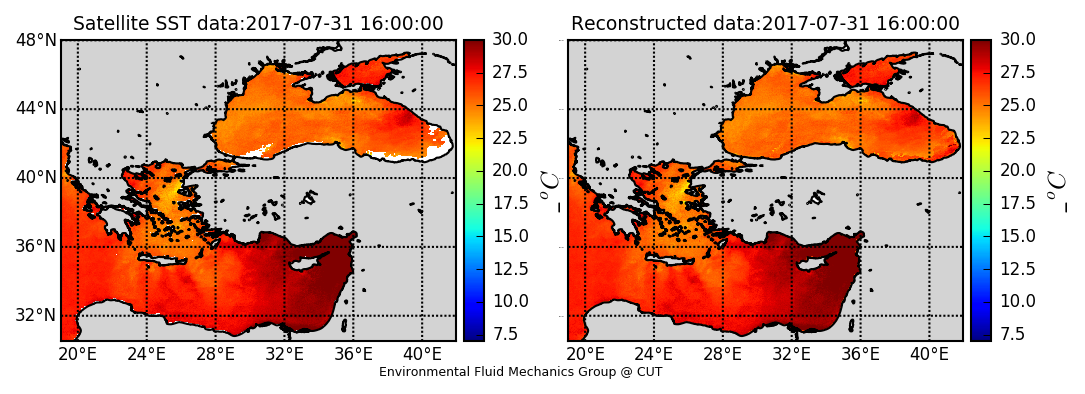 Satellite SST data:2017-07-31 16:00:00
48°N
44°N
40°N
36°N
32°N
20°E 24°E 28°E 32°E 36°E 40°E
30.0
27.5
25.0
22.5
20.0
17.5
15.0
12.5
10.0
7.5
_ °C
Reconstructed data:2017-07-31 16:00:00
20°E 24°E 28°E 32°E 36°E 40°E
30.0
27.5
25.0
22.5
20.0
17.5
15.0
12.5
10.0
7.5
_ °C
Environmental Fluid Mechanics Group @ CUT